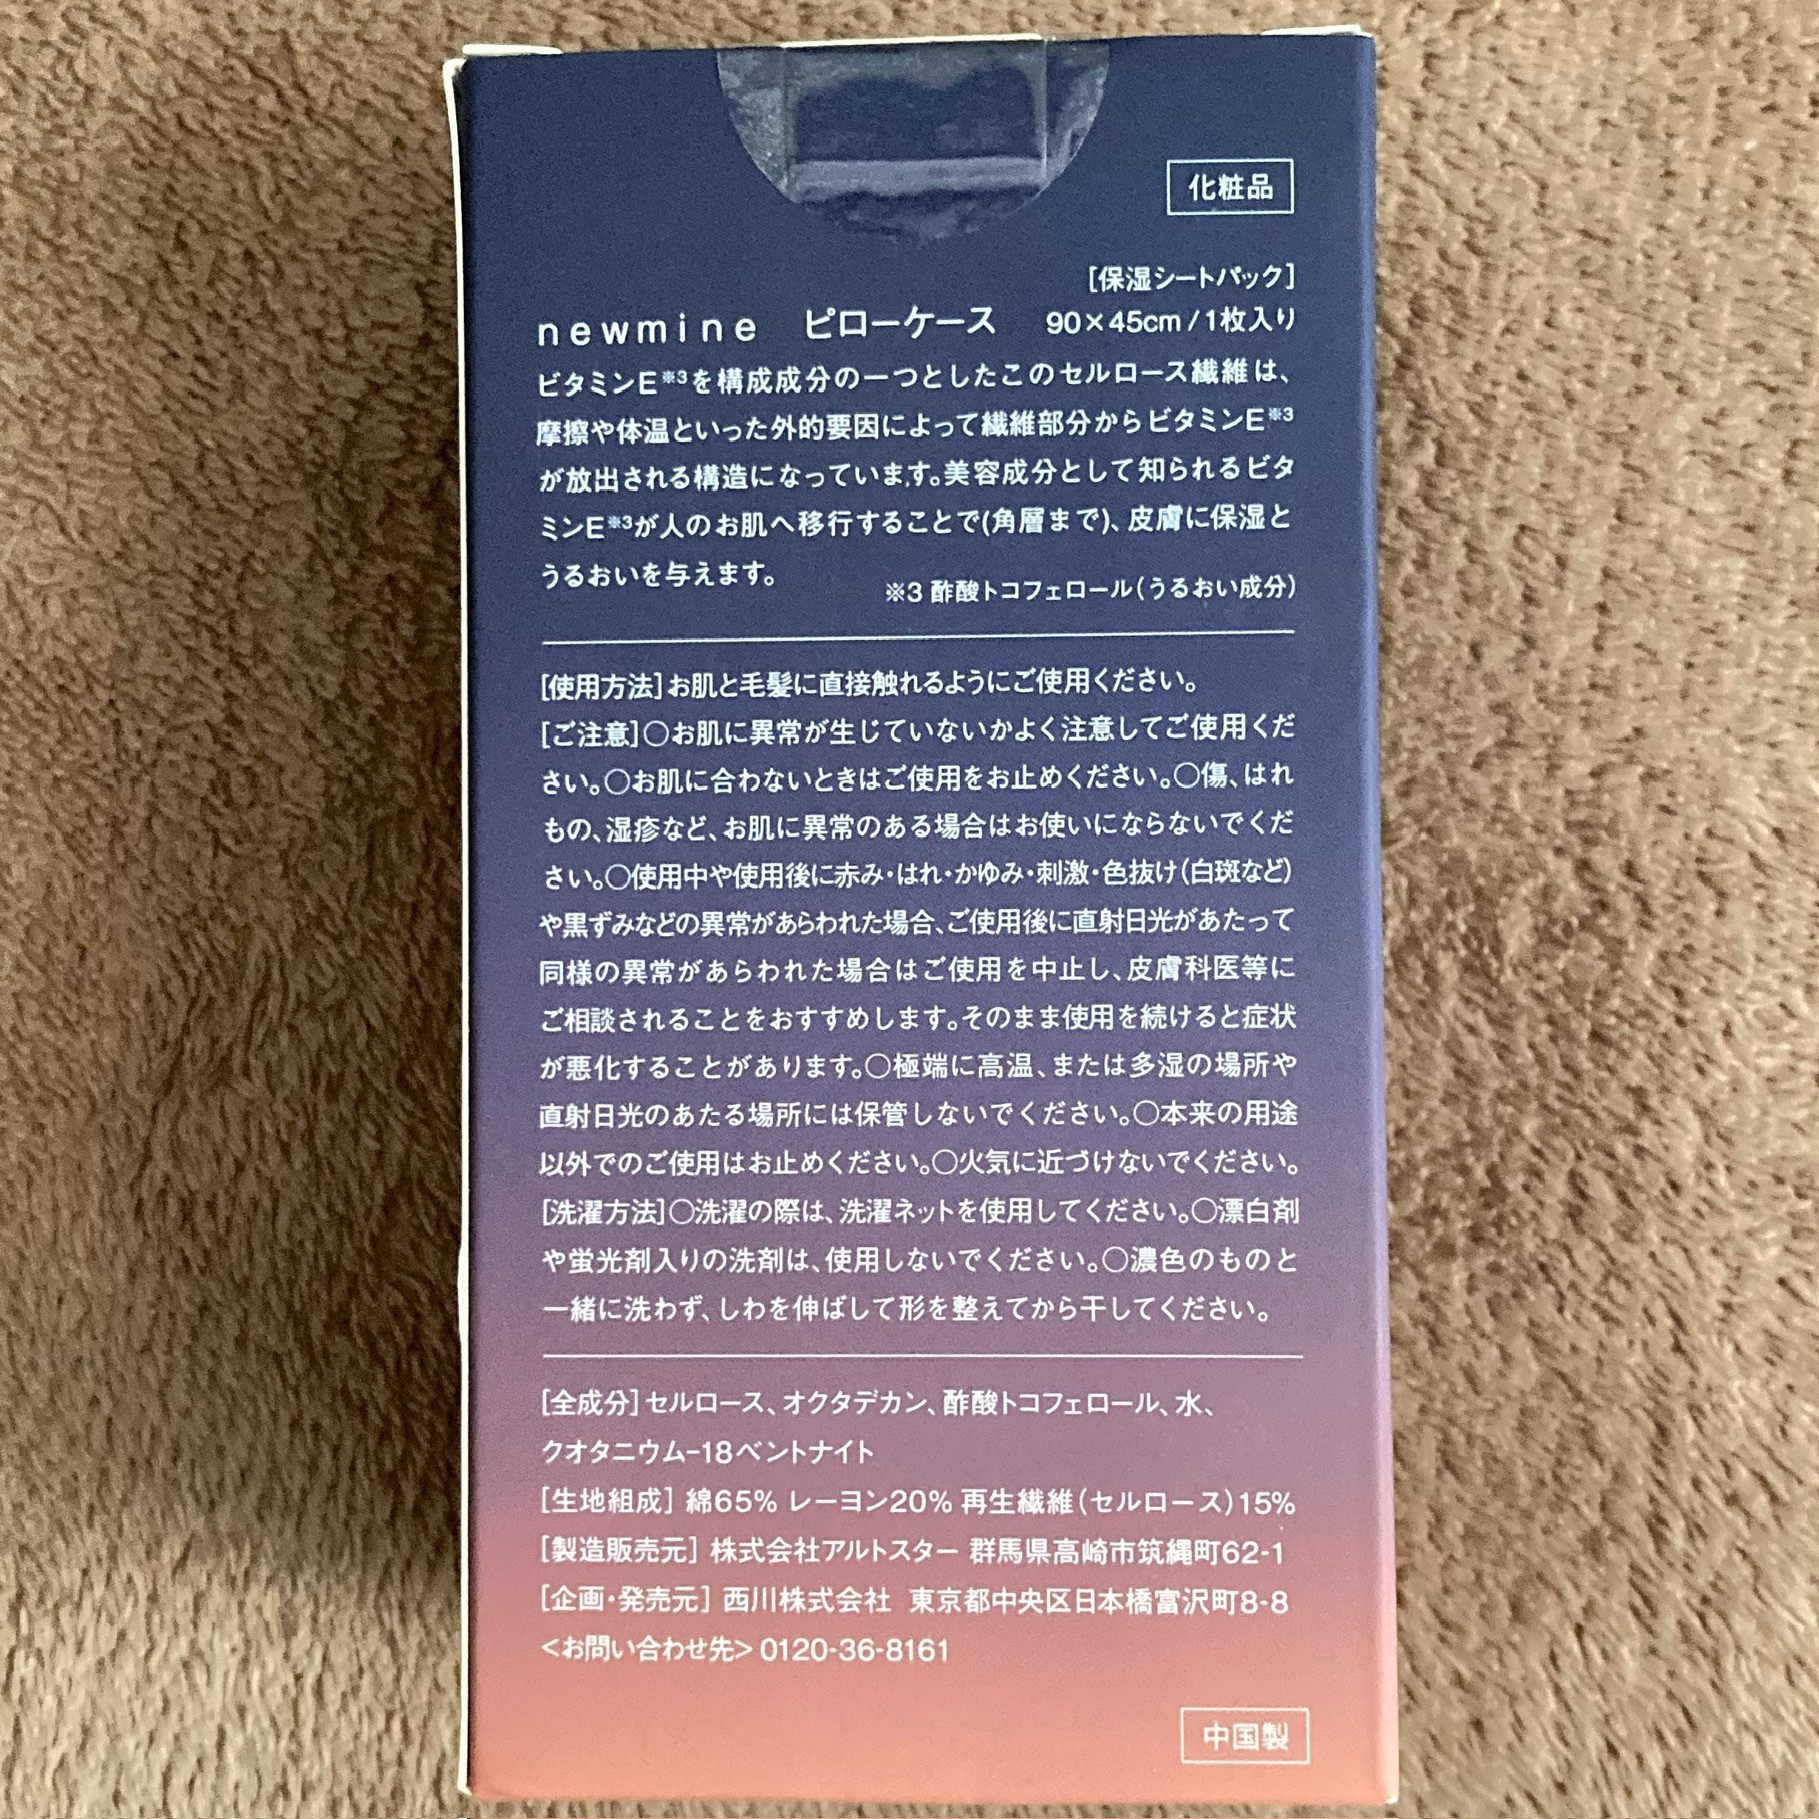 化粧品
[保湿シートパック]
newmine ピローケース 90×45cm/1枚入り
ビタミンE※3を構成成分の一つとしたこのセルロース繊維は、
摩擦や体温といった外的要因によって繊維部分からビタミンE※3
が放出される構造になっています。美容成分として知られるビタ
ミンE※3が人のお肌へ移行することで(角層まで)、皮膚に保湿と
うるおいを与えます。
※3 酢酸トコフェロール(うるおい成分)
[使用方法]お肌と毛髪に直接触れるようにご使用ください。
[ご注意]○お肌に異常が生じていないかよく注意してご使用くだ
さい。○お肌に合わないときはご使用をお止めください。○傷、はれ
もの、湿疹など、お肌に異常のある場合はお使いにならないでくだ
さい。○使用中や使用後に赤み・はれ・かゆみ・刺激・色抜け(白斑など)
や黒ずみなどの異常があらわれた場合、ご使用後に直射日光があたって
同様の異常があらわれた場合はご使用を中止し、皮膚科医等に
ご相談されることをおすすめします。そのまま使用を続けると症状
が悪化することがあります。○極端に高温、または多湿の場所や
直射日光のあたる場所には保管しないでください。○本来の用途
以外でのご使用はお止めください。○火気に近づけないでください。
[洗濯方法]○洗濯の際は、洗濯ネットを使用してください。○漂白剤
や蛍光剤入りの洗剤は、使用しないでください。○濃色のものと
一緒に洗わず、しわを伸ばして形を整えてから干してください。
[全成分]セルロース、オクタデカン、酢酸トコフェロール、水、
クオタニウム-18ベントナイト
[生地組成] 綿65% レーヨン20% 再生繊維(セルロース)15%
[製造販売元] 株式会社アルトスター 群馬県高崎市筑縄町62-1
[企画・発売元] 西川株式会社 東京都中央区日本橋富沢町8-8
<お問い合わせ先> 0120-36-8161
中国製